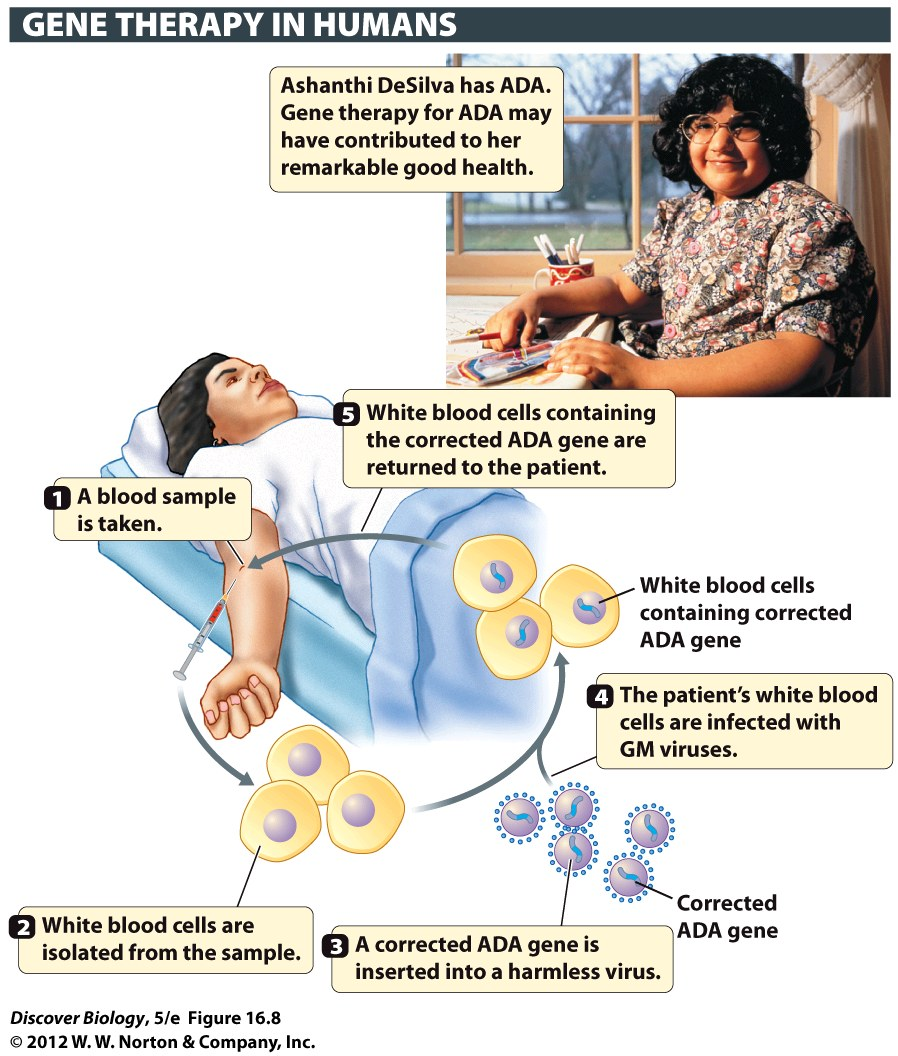 GENE THERAPY IN HUMANS
Ashanthi DeSilva has ADA.
Gene therapy for ADA may
have contributed to her
remarkable good health.
5 White blood cells containing
the corrected ADA gene are
returned to the patient.
1 A blood sample
is taken.
White blood cells
containing corrected
ADA gene
4 The patient's white blood
cells are infected with
GM viruses.
Corrected
ADA gene
2 White blood cells are
isolated from the sample.
3 A corrected ADA gene is
inserted into a harmless virus.
Discover Biology, 5/e Figure 16.8
© 2012 W. W. Norton & Company, Inc.